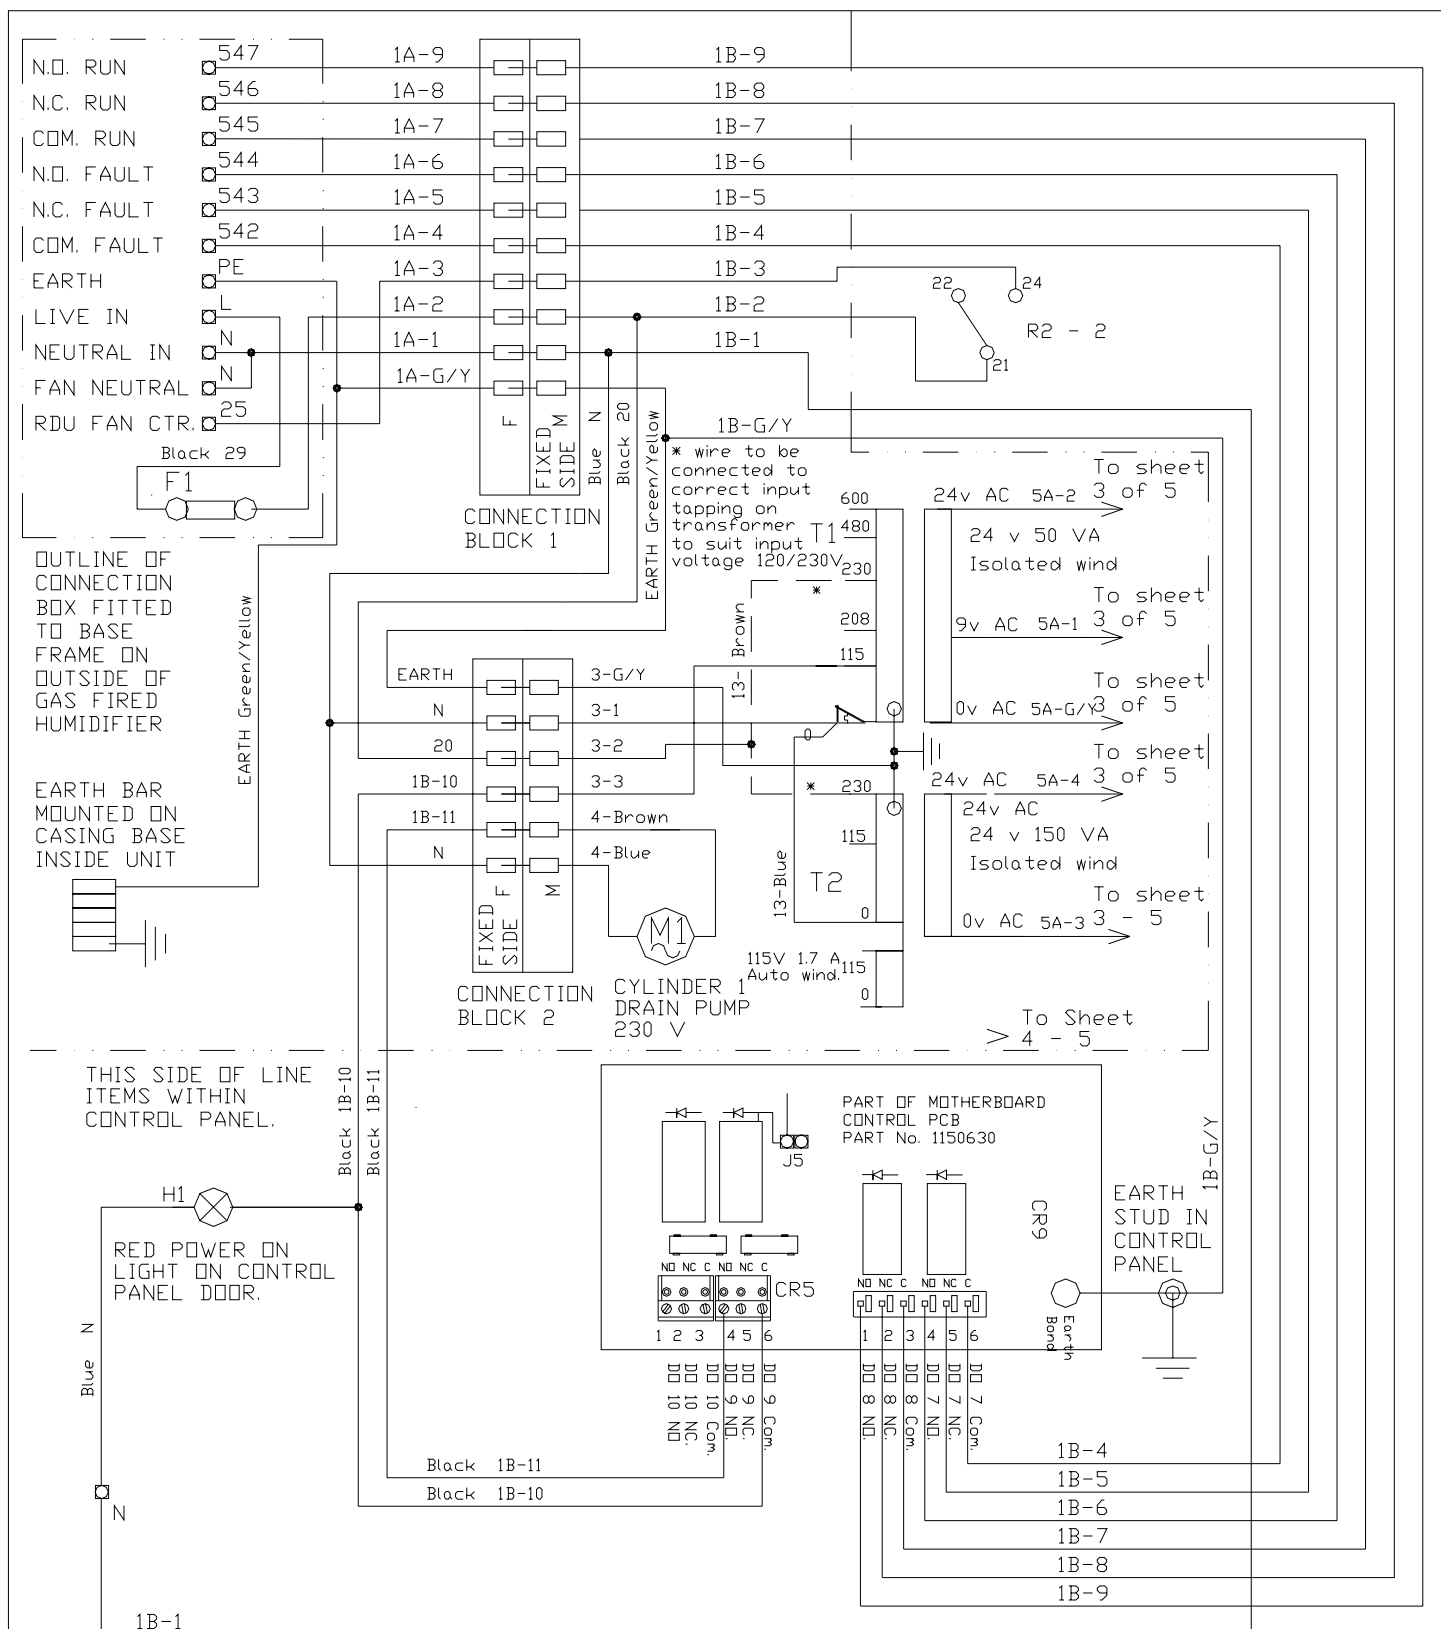 N.O. RUN 547 1A-9 1B-9
N.C. RUN 546 1A-8 1B-8
COM. RUN 545 1A-7 1B-7
N.O. FAULT 544 1A-6 1B-6
N.C. FAULT 543 1A-5 1B-5
COM. FAULT 542 1A-4 1B-4
EARTH PE 1A-3 1B-3
LIVE IN L 1A-2 1B-2
NEUTRAL IN N 1A-1 1B-1
FAN NEUTRAL N 1A-G/Y
RDU FAN CTR. 25
22 24
R2 - 2
21
Black 29
F1
F
M
FIXED
SIDE
Blue N
Black 20
EARTH Green/Yellow
CONNECTION
BLOCK 1
1B-G/Y
* wire to be
connected to
correct input
tapping on
transformer
to suit input
voltage 120/230V
OUTLINE OF
CONNECTION
BOX FITTED
TO BASE
FRAME ON
OUTSIDE OF
GAS FIRED
HUMIDIFIER
EARTH Green/Yellow
EARTH BAR
MOUNTED ON
CASING BASE
INSIDE UNIT
T1
600
480
230
*
208
115
0
13- Brown
24v AC 5A-2
To sheet
3 of 5
24 v 50 VA
Isolated wind
9v AC 5A-1
To sheet
3 of 5
0v AC 5A-G/Y
To sheet
3 of 5
EARTH 3-G/Y
N 3-1
20 3-2
1B-10 3-3
1B-11 4-Brown
N 4-Blue
F
M
FIXED
SIDE
CONNECTION
BLOCK 2
M1
CYLINDER 1
DRAIN PUMP
230 V
13-Blue
*
230
115
T2
0
115V 1.7 A
Auto wind.
115
0
24v AC 5A-4
To sheet
3 of 5
24v AC
24 v 150 VA
Isolated wind
0v AC 5A-3
To sheet
3 - 5
To Sheet
4 - 5
THIS SIDE OF LINE
ITEMS WITHIN
CONTROL PANEL.
Black 1B-10
Black 1B-11
H1
RED POWER ON
LIGHT ON CONTROL
PANEL DOOR.
Blue N
N
1B-1
PART OF MOTHERBOARD
CONTROL PCB
PART No. 1150630
J5
NO NC C NO NC C
CR5
1 2 3 4 5 6
DO 10 NO
DO 10 NC.
DO 10 Com.
DO 9 NO.
DO 9 NC.
DO 9 Com.
CR9
NO NC C NO NC C
1 2 3 4 5 6
DO 8 NO.
DO 8 NC.
DO 8 Com.
DO 7 NO.
DO 7 NC.
DO 7 Com.
Earth
Bond
EARTH
STUD IN
CONTROL
PANEL
1B-G/Y
Black 1B-11
Black 1B-10
1B-4
1B-5
1B-6
1B-7
1B-8
1B-9